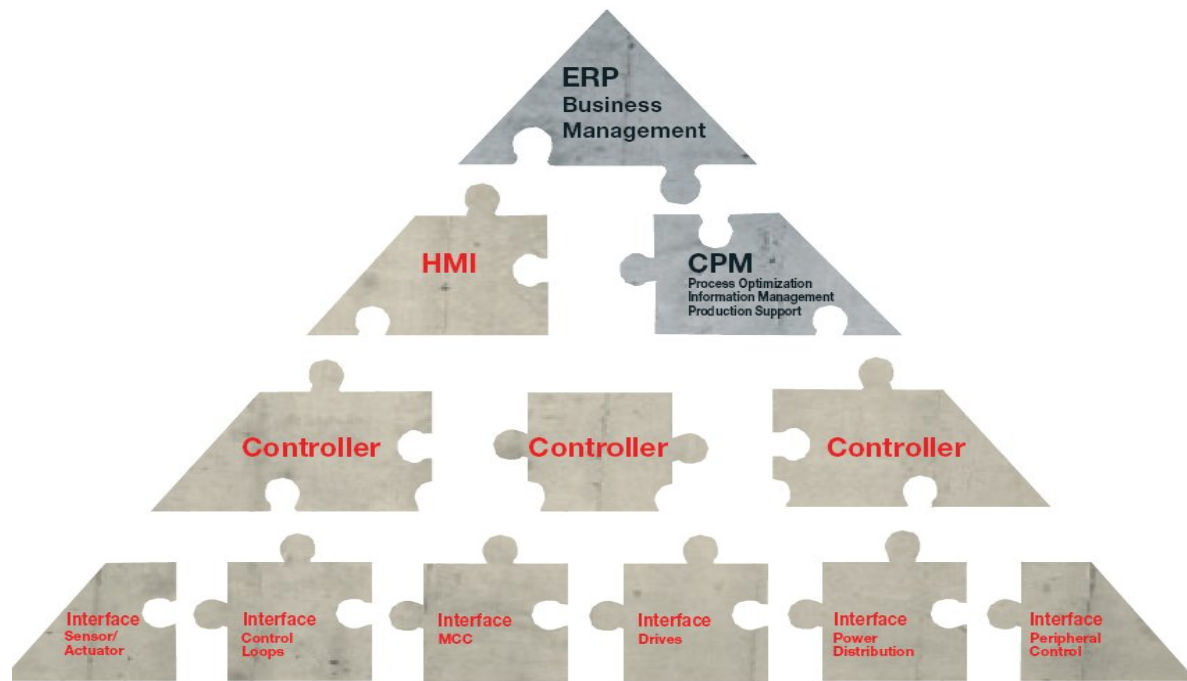 ERP
Business
Management
HMI
CPM
Process Optimization
Information Management
Production Support
Controller
Controller
Controller
Interface
Sensor/
Actuator
Interface
Control
Loops
Interface
MCC
Interface
Drives
Interface
Power
Distribution
Interface
Peripheral
Control